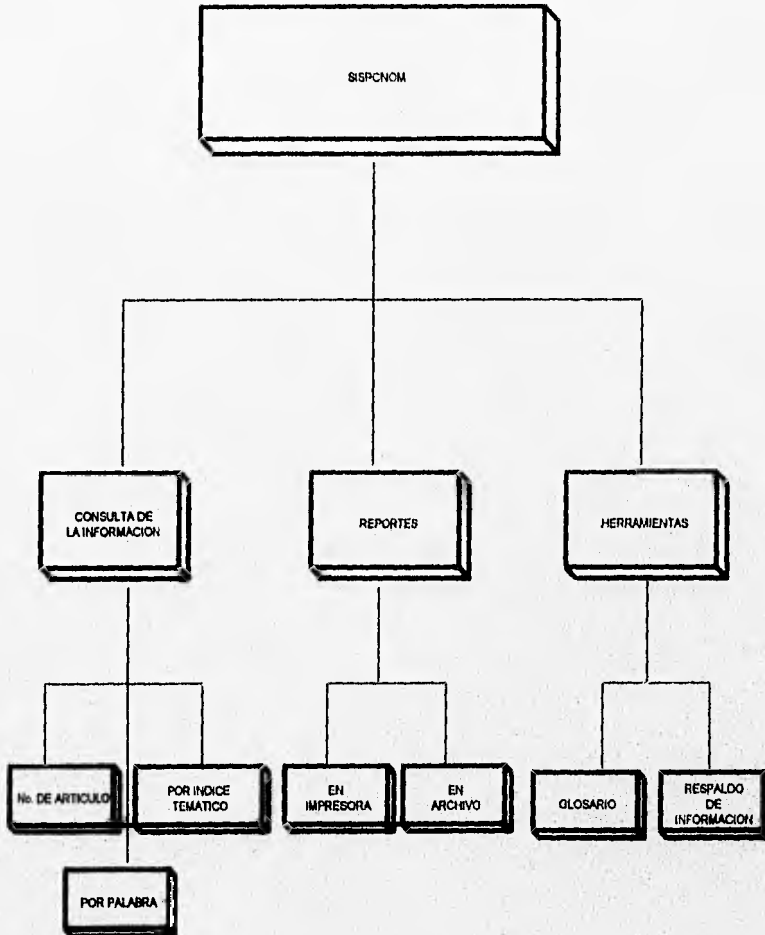 SISPCNOM
CONSULTA DE
LA INFORMACION
REPORTES
HERRAMIENTAS
No. DE ARTICULO
POR INDICE
TEMATICO
EN
IMPRESORA
EN
ARCHIVO
GLOSARIO
RESPALDO
DE
INFORMACION
POR PALABRA